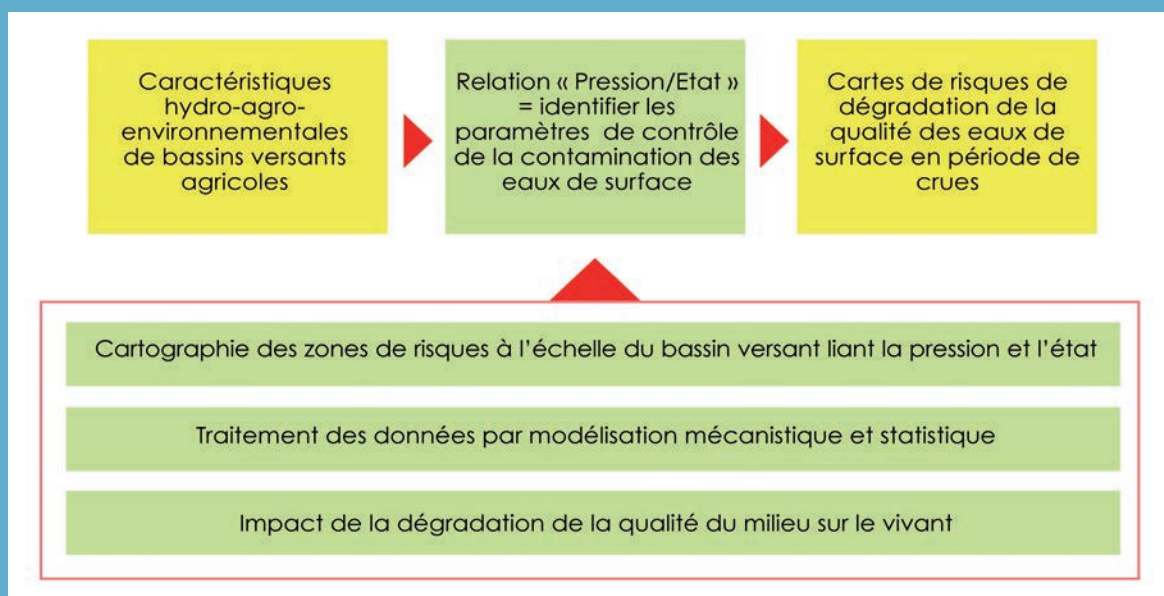 Caractéristiques
hydro-agro-
environnementales
de bassins versants
agricoles
Relation « Pression/Etat »
= identifier les
paramètres de contrôle
de la contamination des
eaux de surface
Cartes de risques de
dégradation de la
qualité des eaux de
surface en période de
crues
Cartographie des zones de risques à l’échelle du bassin versant liant la pression et l’état
Traitement des données par modélisation mécanistique et statistique
Impact de la dégradation de la qualité du milieu sur le vivant